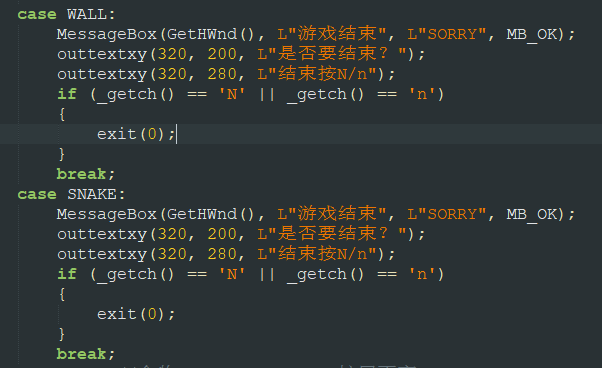 case WALL:
MessageBox(GetHWnd(), L"游戏结束", L"SORRY", MB_OK);
outtextxy(320, 200, L"是否要结束？");
outtextxy(320, 280, L"结束按N/n");
if (_getch() == 'N' || _getch() == 'n')
{
exit(0);
}
break;
case SNAKE:
MessageBox(GetHWnd(), L"游戏结束", L"SORRY", MB_OK);
outtextxy(320, 200, L"是否要结束？");
outtextxy(320, 280, L"结束按N/n");
if (_getch() == 'N' || _getch() == 'n')
{
exit(0);
}
break;